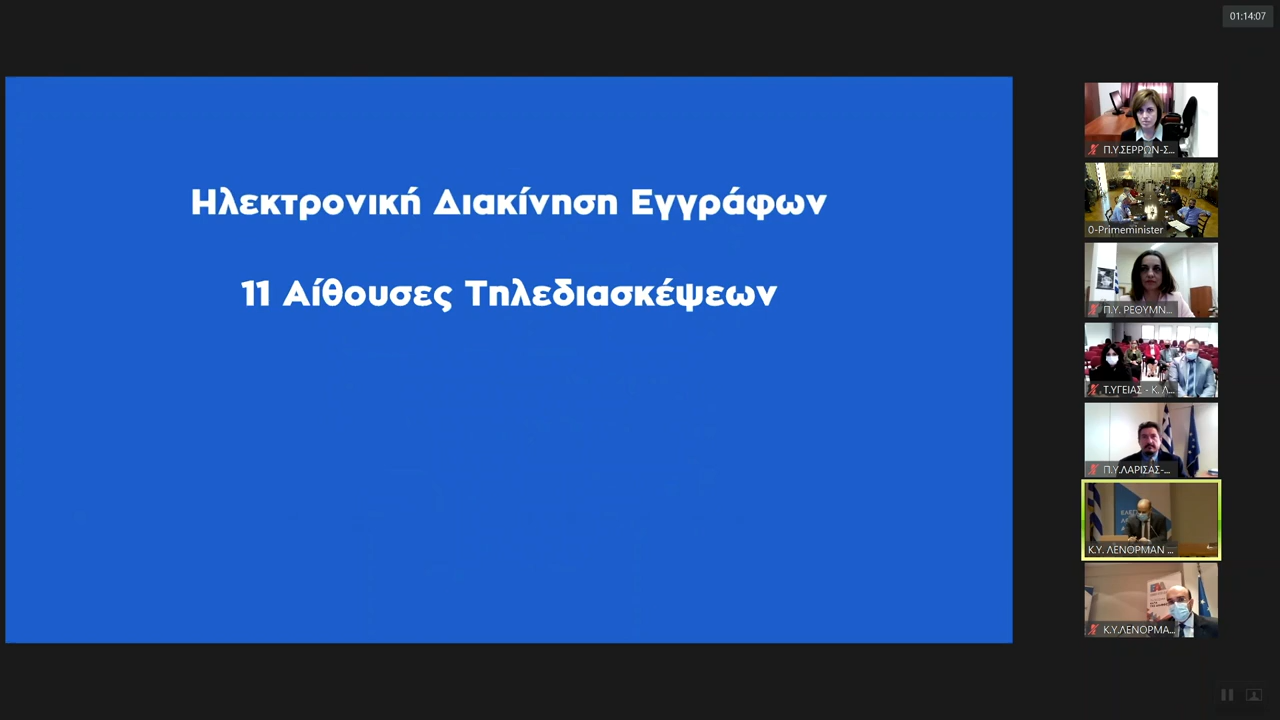 01:14:07
Ηλεκτρονική Διακίνηση Εγγράφων
11 Αίθουσες Τηλεδιασκέψεων
Π.Υ.ΣΕΡΡΩΝ-Σ...
0-Primeminister
Π.Υ. ΡΕΘΥΜΝ...
Τ.ΥΓΕΙΑΣ - Κ. Λ...
Π.Υ.ΛΑΡΙΣΑΣ-...
Κ.Υ. ΛΕΝΟΡΜΑΝ ...
Κ.Υ.ΛΕΝΟΡΜΑ...